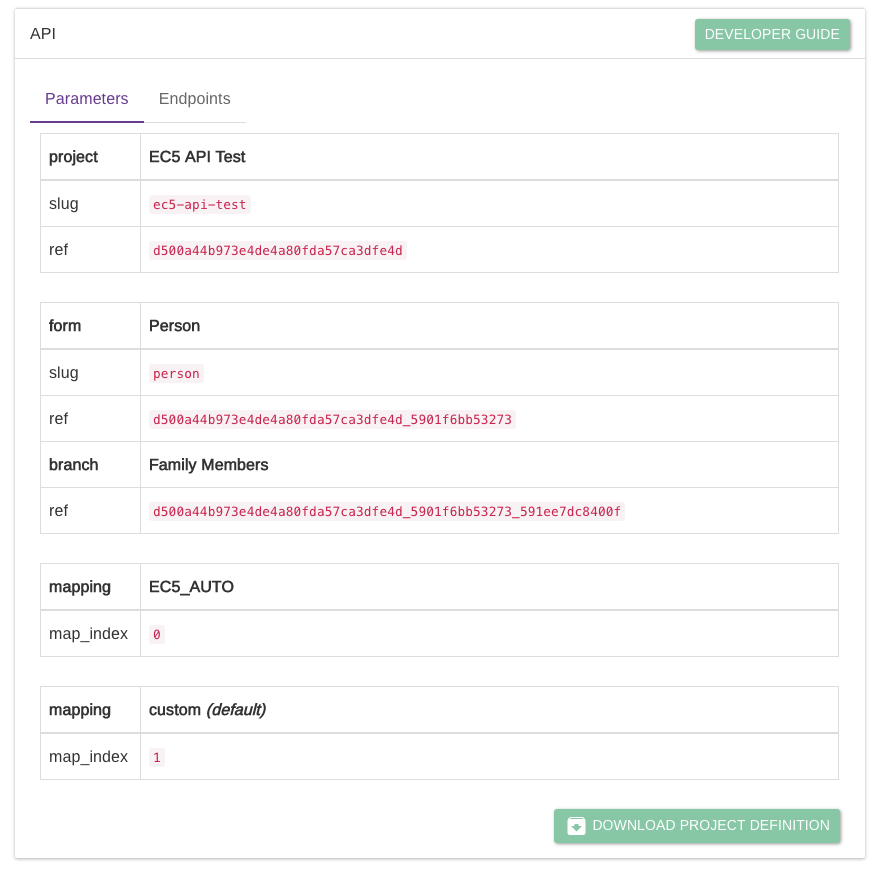 API DEVELOPER GUIDE
Parameters Endpoints
project EC5 API Test
slug ec5-api-test
ref d500a44b973e4de4a80fda57ca3dfe4d
form Person
slug person
ref d500a44b973e4de4a80fda57ca3dfe4d_5901f6bb53273
branch Family Members
ref d500a44b973e4de4a80fda57ca3dfe4d_5901f6bb53273_591ee7dc8400f
mapping EC5_AUTO
map_index 0
mapping custom (default)
map_index 1
DOWNLOAD PROJECT DEFINITION